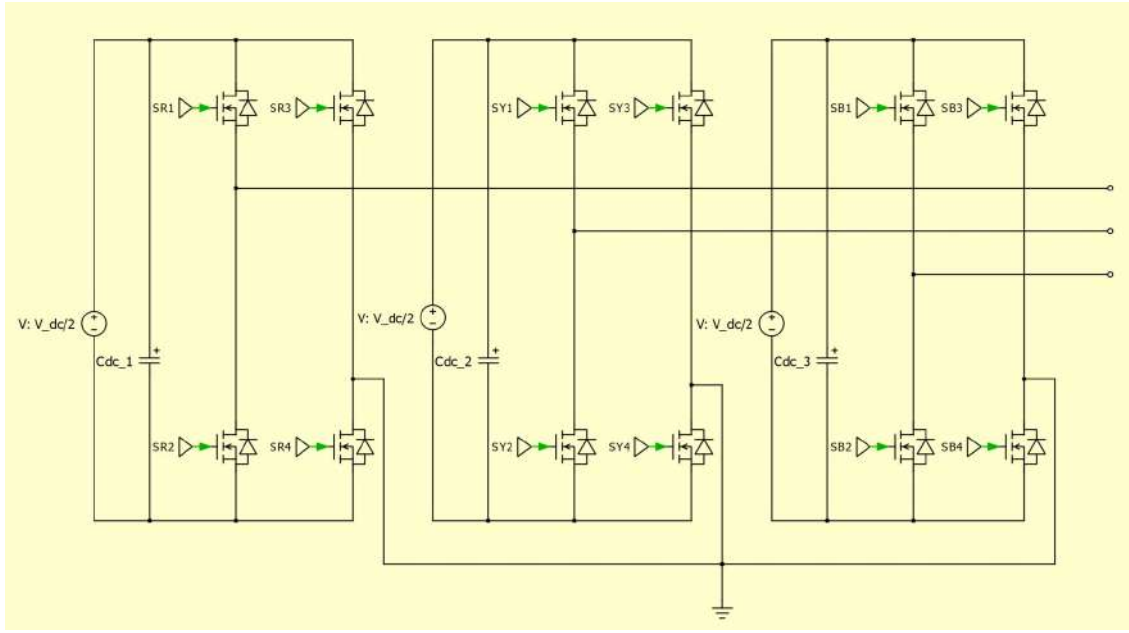 SR1
SR3
SY1
SY3
SB1
SB3
V: V_dc/2
+
−
V: V_dc/2
+
−
V: V_dc/2
+
−
Cdc_1
+
Cdc_2
+
Cdc_3
+
SR2
SR4
SY2
SY4
SB2
SB4